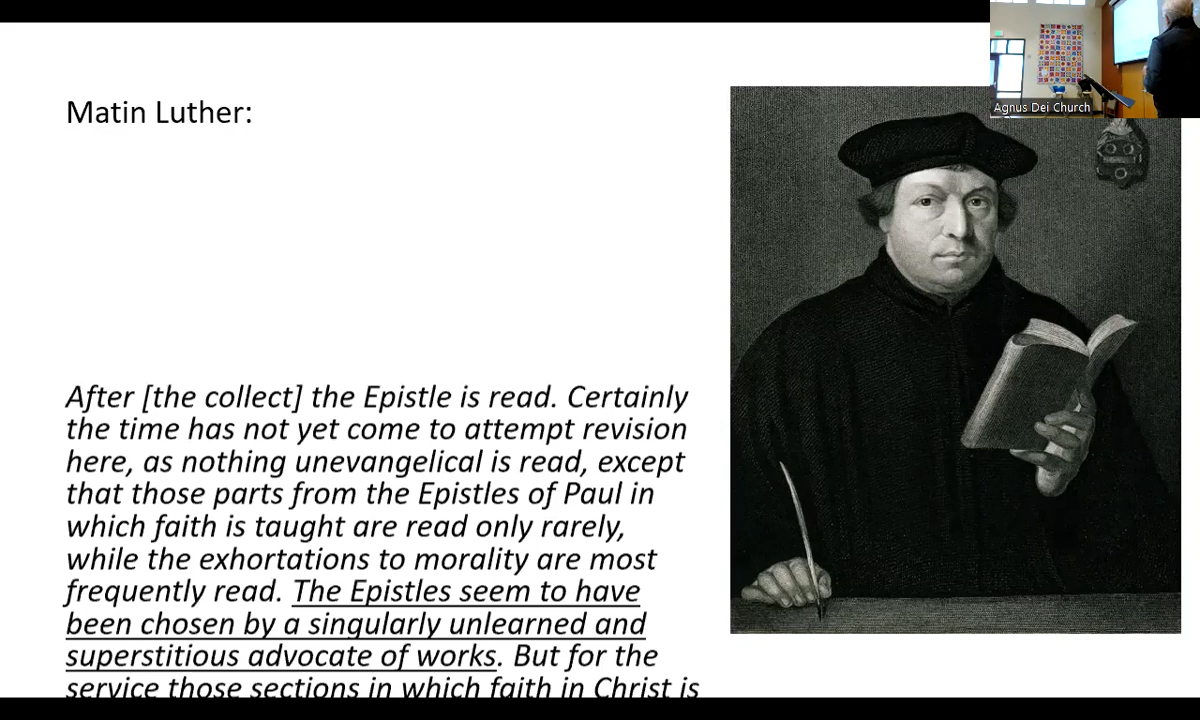 Agnus Dei Church
Matin Luther:
After [the collect] the Epistle is read. Certainly
the time has not yet come to attempt revision
here, as nothing unevangelical is read, except
that those parts from the Epistles of Paul in
which faith is taught are read only rarely,
while the exhortations to morality are most
frequently read. The Epistles seem to have
been chosen by a singularly unlearned and
superstitious advocate of works. But for the
service those sections in which faith in Christ is